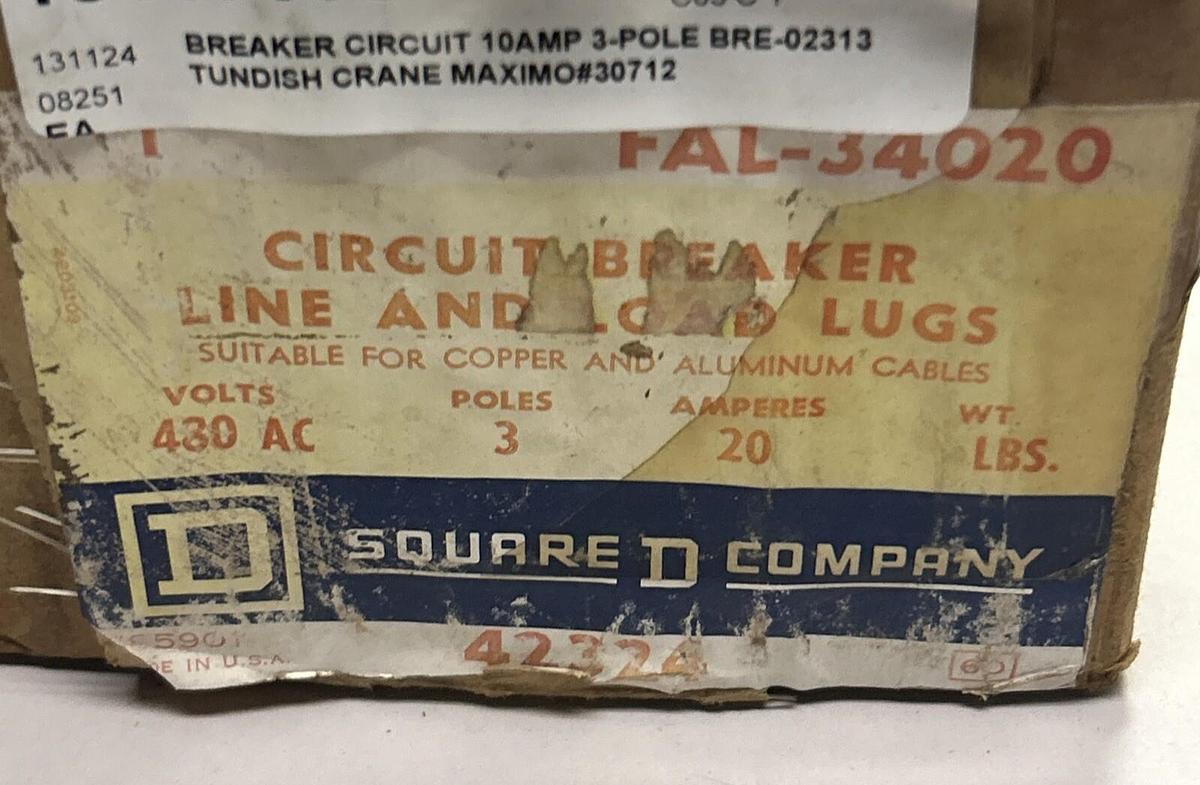 131124
BREAKER CIRCUIT 10AMP 3-POLE BRE-02313
08251
TUNDISH CRANE MAXIMO#30712
EA
FAL-34020
CIRCUIT BREAKER
LINE AND LOAD LUGS
SUITABLE FOR COPPER AND ALUMINUM CABLES
VOLTS POLES AMPERES WT.
480 AC 3 20 LBS.
D SQUARE D COMPANY
42324
IN U.S.A.
60